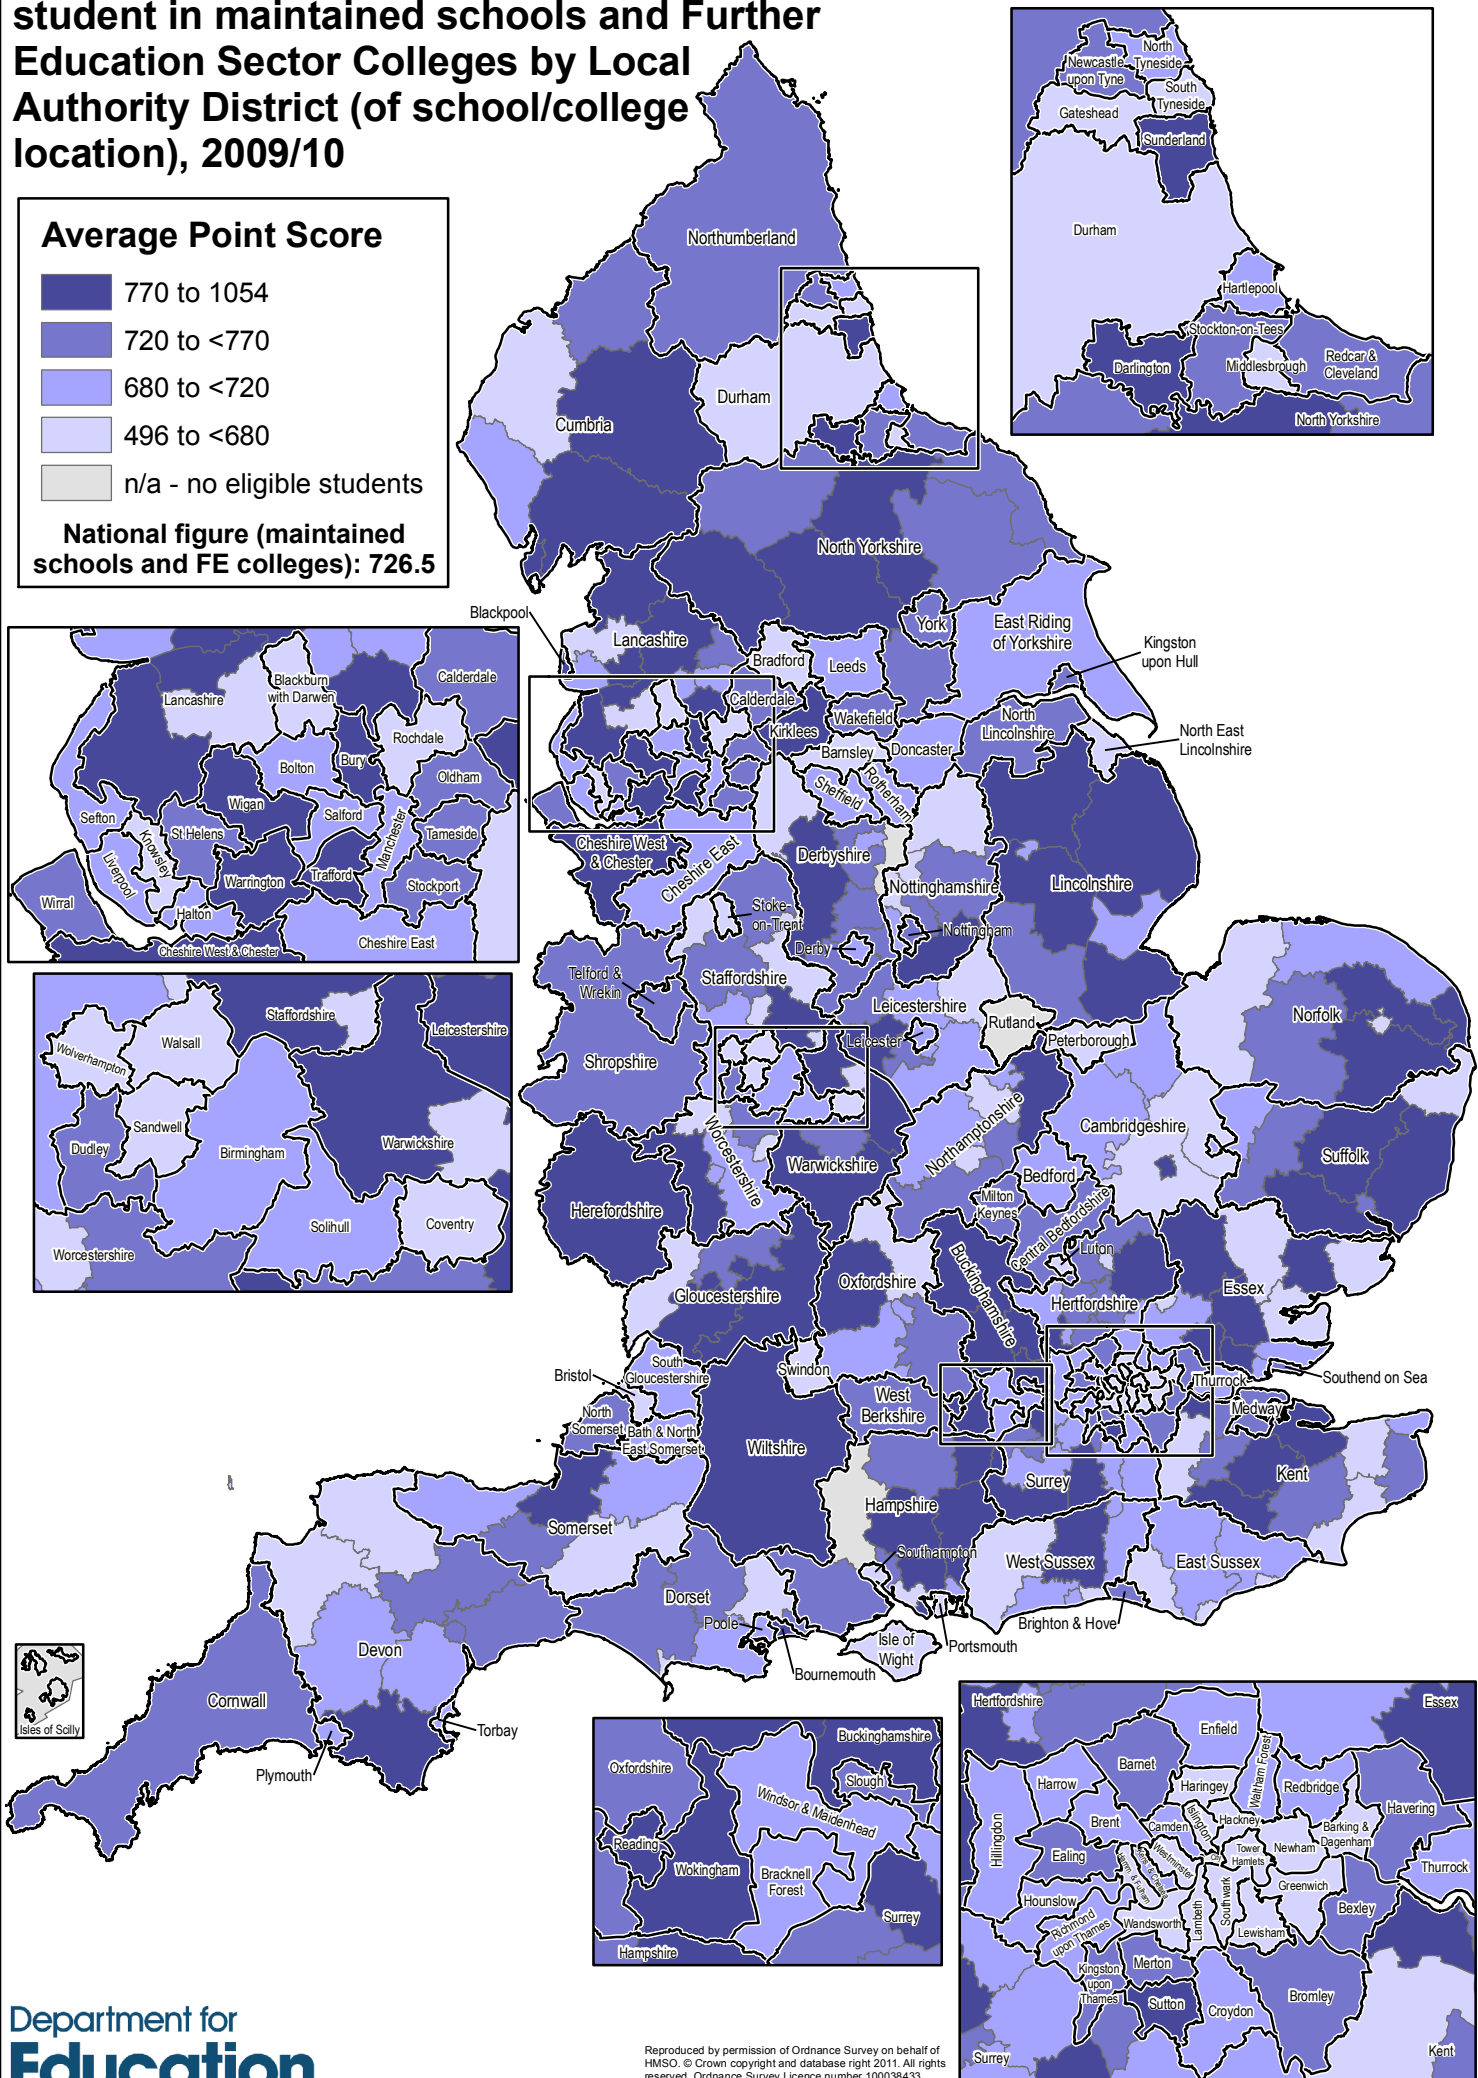 student in maintained schools and Further
Education Sector Colleges by Local
Authority District (of school/college
location), 2009/10
Average Point Score
770 to 1054
720 to <770
680 to <720
496 to <680
n/a - no eligible students
National figure (maintained
schools and FE colleges): 726.5
North
Tyneside
Newcastle
upon Tyne
South
Tyneside
Gateshead
Sunderland
Durham
Hartlepool
Stockton-on-Tees
Darlington
Middlesbrough
Redcar &
Cleveland
North Yorkshire
Northumberland
Durham
Cumbria
North Yorkshire
Blackpool
Lancashire
York
East Riding
of Yorkshire
Kingston
upon Hull
Bradford
Leeds
Calderdale
Kirklees
Wakefield
North
Lincolnshire
North East
Lincolnshire
Barnsley
Doncaster
Sheffield
Rotherham
Cheshire West
& Chester
Cheshire East
Derbyshire
Nottinghamshire
Lincolnshire
Stoke-
on-Trent
Derby
Nottingham
Telford &
Wrekin
Staffordshire
Leicestershire
Rutland
Leicester
Peterborough
Norfolk
Shropshire
Northamptonshire
Cambridgeshire
Worcestershire
Warwickshire
Suffolk
Bedford
Milton
Keynes
Central Bedfordshire
Herefordshire
Luton
Buckinghamshire
Oxfordshire
Gloucestershire
Hertfordshire
Essex
South
Gloucestershire
Bristol
Swindon
Thurrock
Southend on Sea
West
Berkshire
Medway
North
Somerset
Bath & North
East Somerset
Wiltshire
Surrey
Kent
Hampshire
Somerset
Southampton
West Sussex
East Sussex
Dorset
Poole
Brighton & Hove
Isle of
Wight
Portsmouth
Bournemouth
Devon
Cornwall
Torbay
Plymouth
Isles of Scilly
Lancashire
Blackburn
with Darwen
Calderdale
Rochdale
Bolton
Bury
Oldham
Wigan
Sefton
Salford
St Helens
Knowsley
Liverpool
Manchester
Tameside
Trafford
Warrington
Stockport
Wirral
Halton
Cheshire West & Chester
Cheshire East
Staffordshire
Leicestershire
Walsall
Wolverhampton
Sandwell
Dudley
Birmingham
Warwickshire
Solihull
Coventry
Worcestershire
Buckinghamshire
Oxfordshire
Slough
Windsor & Maidenhead
Reading
Wokingham
Bracknell
Forest
Surrey
Hampshire
Hertfordshire
Essex
Enfield
Barnet
Waltham Forest
Harrow
Haringey
Redbridge
Havering
Hillingdon
Brent
Camden
Islington
Hackney
Barking &
Dagenham
Ealing
Westminster
City
Tower
Hamlets
Newham
Thurrock
Kens. & Chelsea
Hamm. & Fulham
Hounslow
Greenwich
Richmond
upon Thames
Wandsworth
Lambeth
Southwark
Lewisham
Bexley
Kingston
upon
Thames
Merton
Sutton
Croydon
Bromley
Surrey
Kent
Department for
Education
Reproduced by permission of Ordnance Survey on behalf of
HMSO. © Crown copyright and database right 2011. All rights
reserved. Ordnance Survey Licence number 100038433